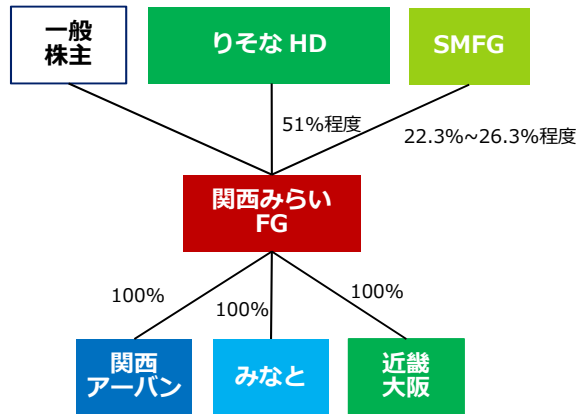 一般
株主
りそな HD
SMFG
51%程度
22.3%~26.3%程度
関西みらい
FG
100%
100%
100%
関西
アーバン
みなと
近畿
大阪